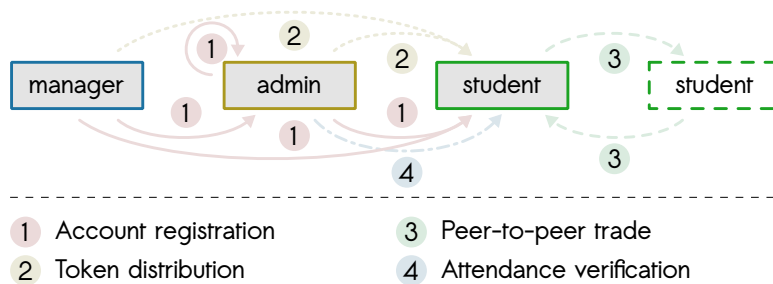 2
1
2
3
manager
admin
student
student
1
1
1
3
4
1 Account registration
2 Token distribution
3 Peer-to-peer trade
4 Attendance verification